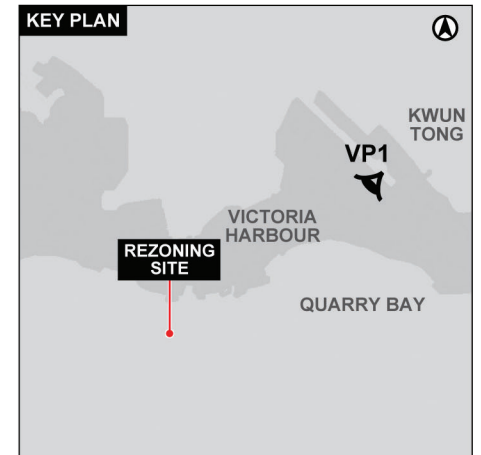 KEY PLAN
KWUN
TONG
VP1
VICTORIA
HARBOUR
REZONING
SITE
QUARRY BAY